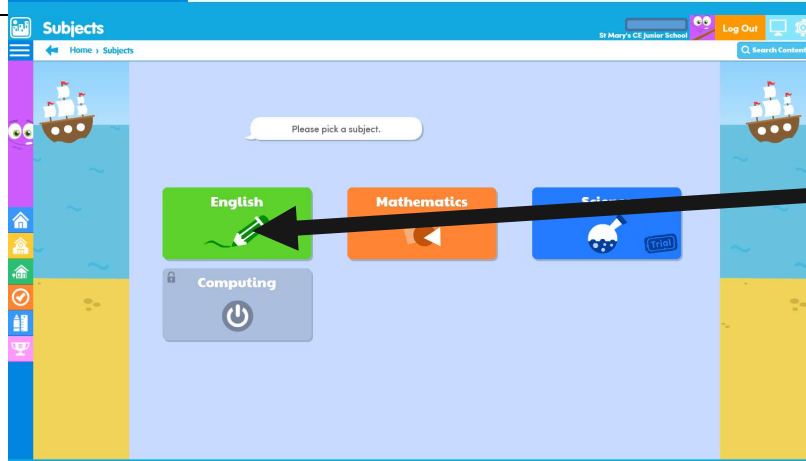 Subjects
St Mary's CE Junior School
Log Out
Home › Subjects
Search Content
Please pick a subject.
English
Mathematics
Trial
Computing